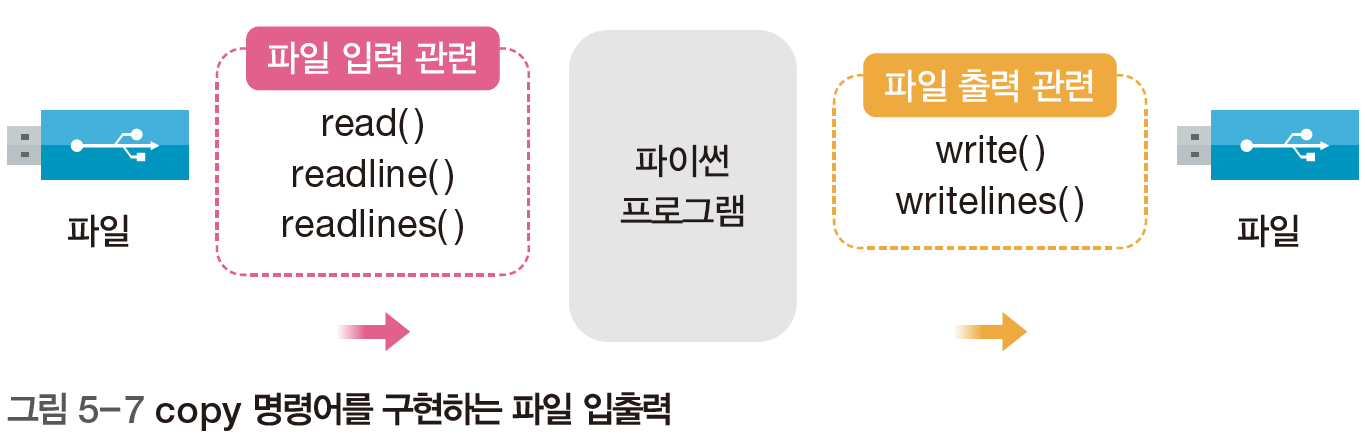 파일 입력 관련
read()
readline()
readlines()
파일
파이썬
프로그램
파일 출력 관련
write()
writelines()
파일
그림 5-7 copy 명령어를 구현하는 파일 입출력